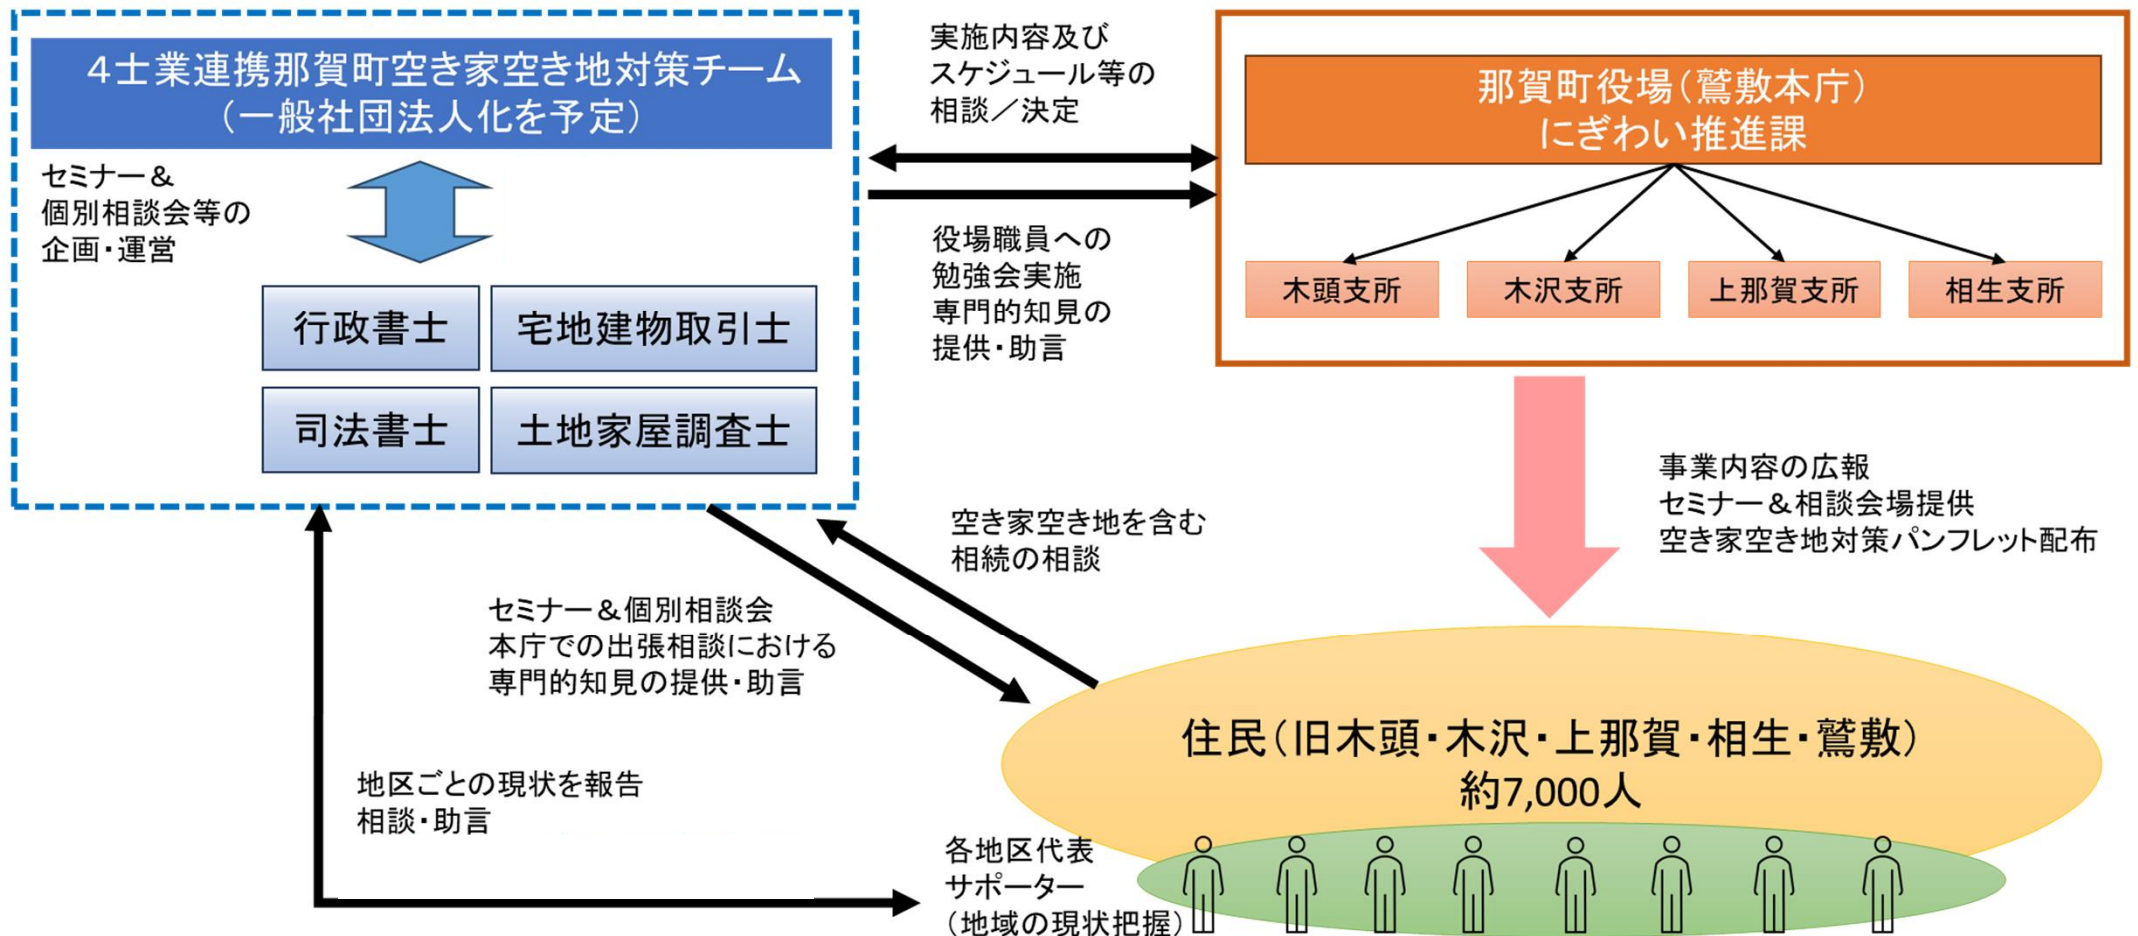 ４士業連携那賀町空き家空き地対策チーム
（一般社団法人化を予定）
セミナー＆
個別相談会等の
企画・運営
行政書士
宅地建物取引士
司法書士
土地家屋調査士
実施内容及び
スケジュール等の
相談／決定
役場職員への
勉強会実施
専門的知見の
提供・助言
那賀町役場（鷲敷本庁）
にぎわい推進課
木頭支所
木沢支所
上那賀支所
相生支所
事業内容の広報
セミナー＆相談会場提供
空き家空き地対策パンフレット配布
空き家空き地を含む
相続の相談
セミナー＆個別相談会
本庁での出張相談における
専門的知見の提供・助言
地区ごとの現状を報告
相談・助言
住民（旧木頭・木沢・上那賀・相生・鷲敷）
約7,000人
各地区代表
サポーター
（地域の現状把握）